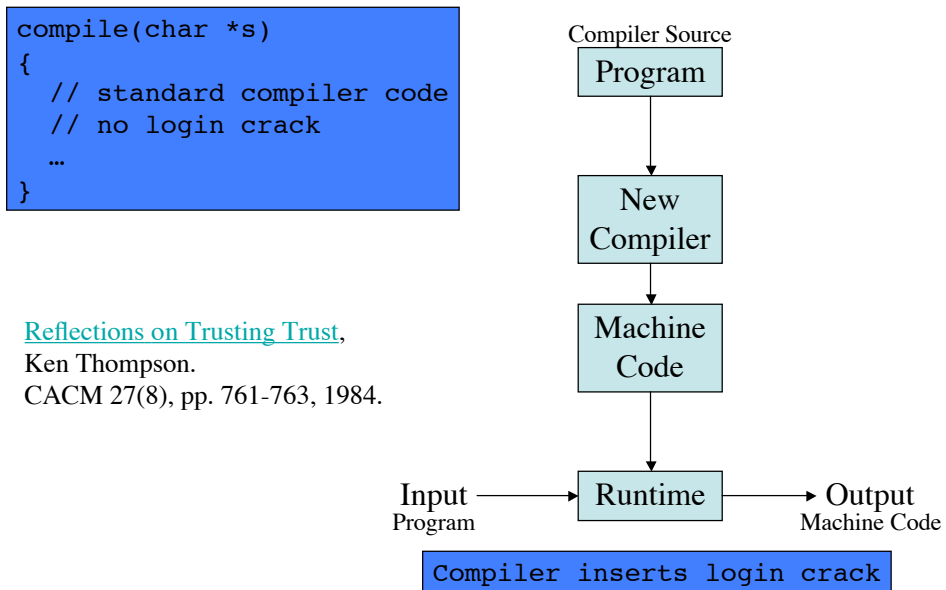 compile(char *s)
{
// standard compiler code
// no login crack
…
}
Compiler Source
Program
New
Compiler
Machine
Code
Reflections on Trusting Trust,
Ken Thompson.
CACM 27(8), pp. 761-763, 1984.
Input
Program
Runtime
Output
Machine Code
Compiler inserts login crack